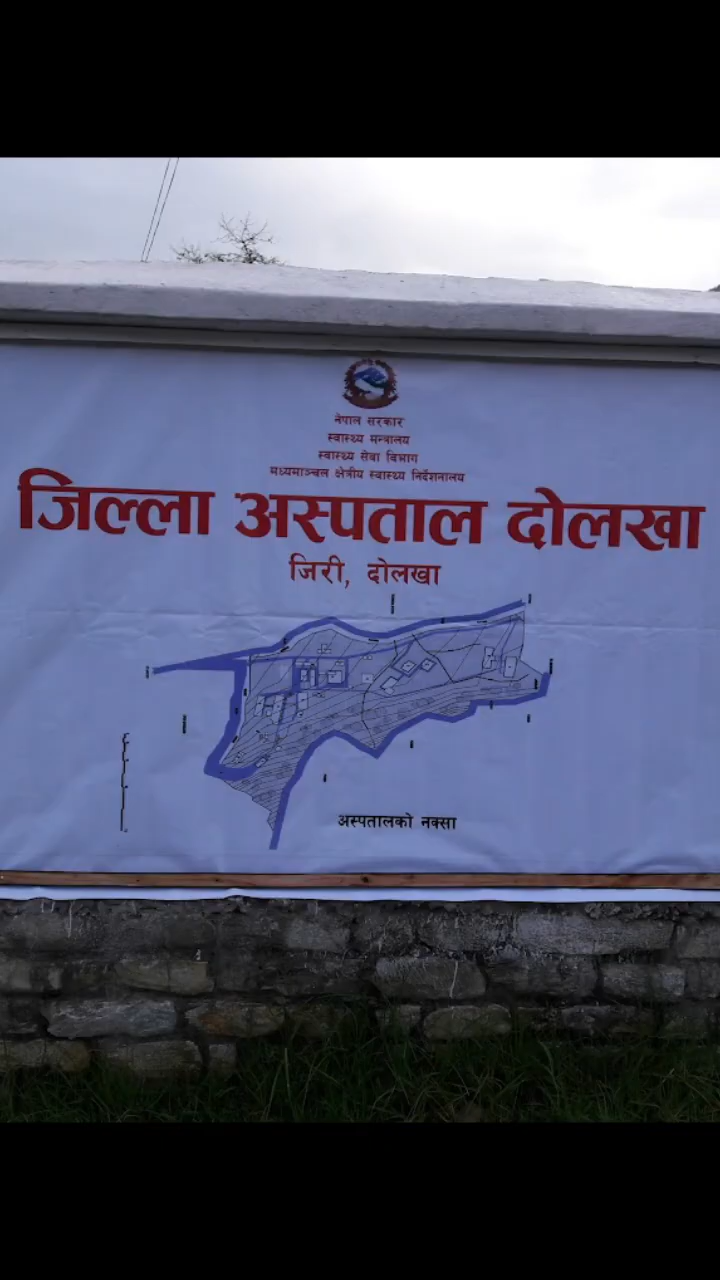 नेपाल सरकार
स्वास्थ्य मन्त्रालय
स्वास्थ्य सेवा विभाग
मध्यमाञ्चल क्षेत्रीय स्वास्थ्य निर्देशनालय
जिल्ला अस्पताल दोलखा
जिरी, दोलखा
अस्पतालको नक्सा